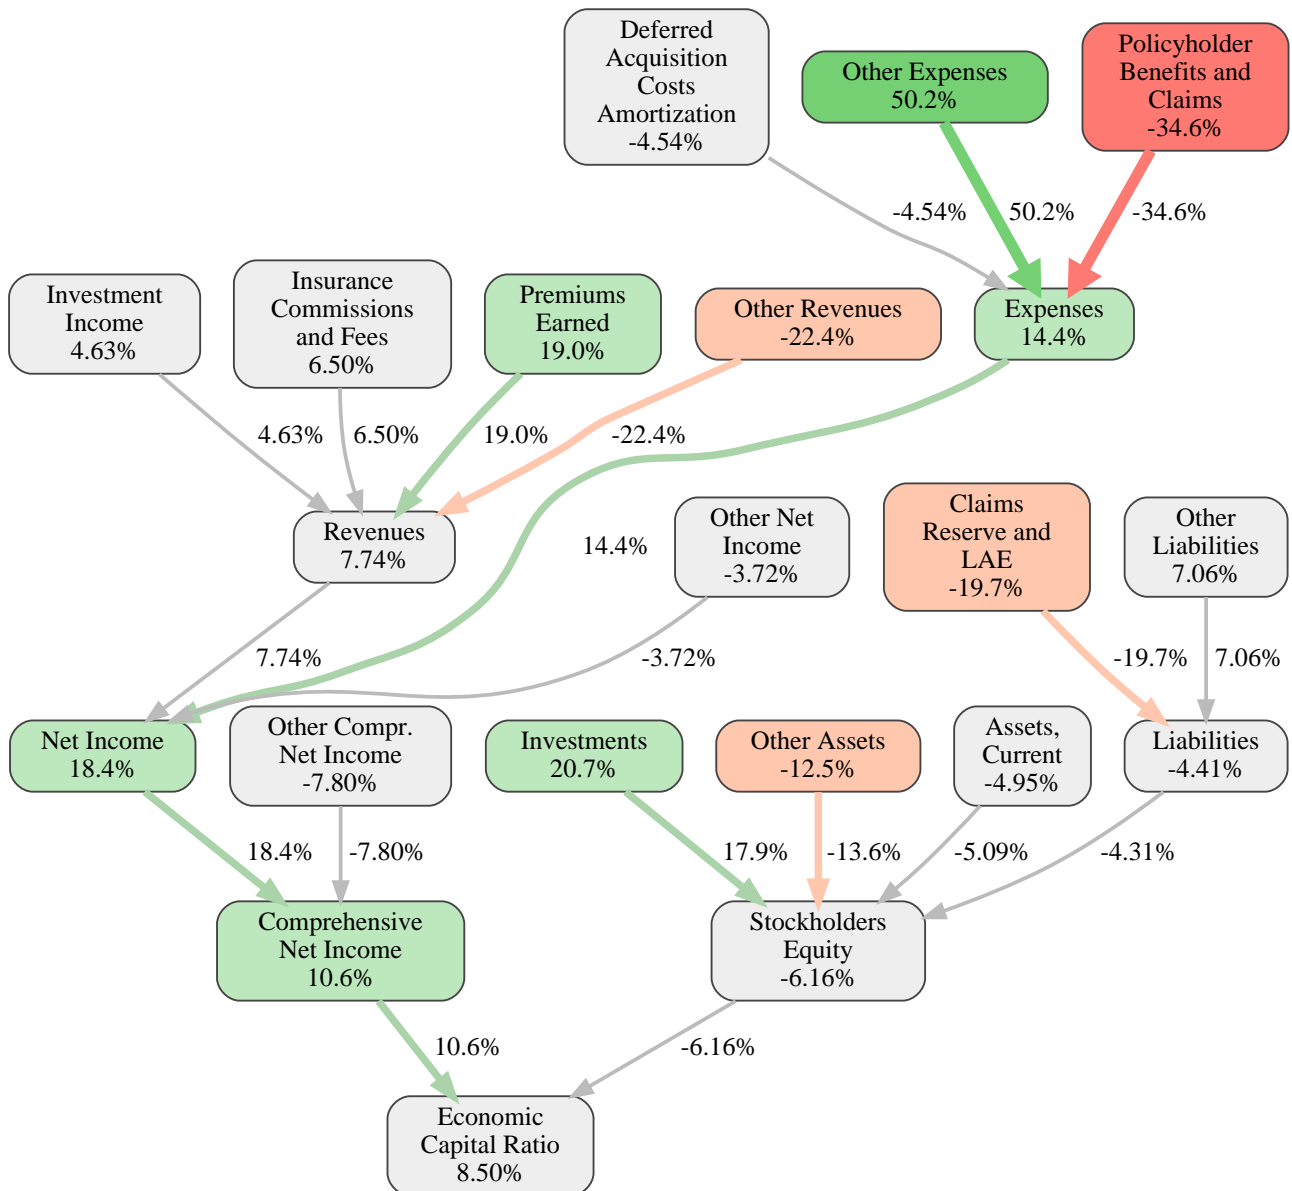 Deferred
Acquisition
Costs
Amortization
-4.54%
Other Expenses
50.2%
Policyholder
Benefits and
Claims
-34.6%
-4.54%
50.2%
-34.6%
Investment
Income
4.63%
Insurance
Commissions
and Fees
6.50%
Premiums
Earned
19.0%
Other Revenues
-22.4%
Expenses
14.4%
4.63%
6.50%
19.0%
-22.4%
Revenues
7.74%
14.4%
Other Net
Income
-3.72%
Claims
Reserve and
LAE
-19.7%
Other
Liabilities
7.06%
7.74%
-3.72%
-19.7%
7.06%
Net Income
18.4%
Other Compr.
Net Income
-7.80%
Investments
20.7%
Other Assets
-12.5%
Assets,
Current
-4.95%
Liabilities
-4.41%
18.4%
-7.80%
17.9%
-13.6%
-5.09%
-4.31%
Comprehensive
Net Income
10.6%
Stockholders
Equity
-6.16%
10.6%
-6.16%
Economic
Capital Ratio
8.50%